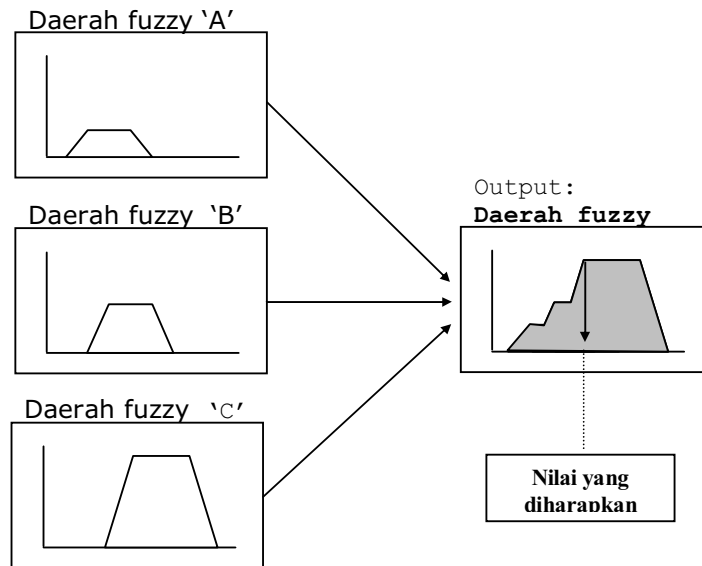 Daerah fuzzy ‘A’
Daerah fuzzy ‘B’
Daerah fuzzy ‘C’
Output:
Daerah fuzzy
Nilai yang
diharapkan